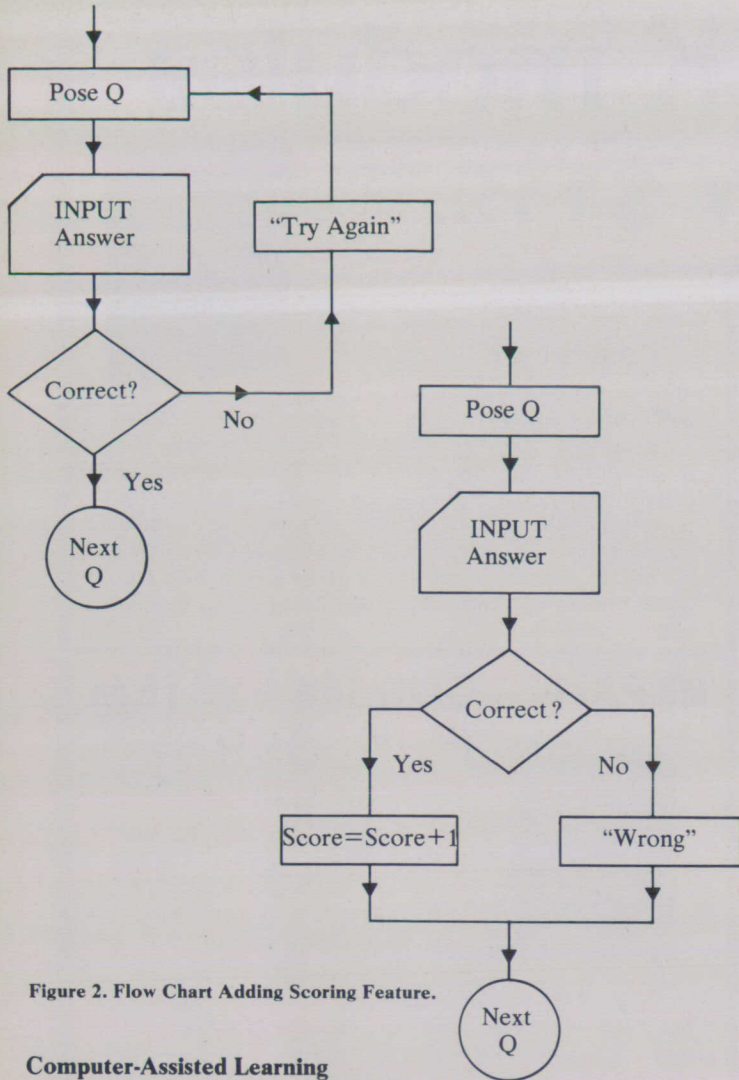 Pose Q
INPUT
Answer
“Try Again”
Correct?
No
Yes
Next
Q
Pose Q
INPUT
Answer
Correct?
Yes
No
Score=Score+1
“Wrong”
Next
Q
Figure 2. Flow Chart Adding Scoring Feature.
Computer-Assisted Learning